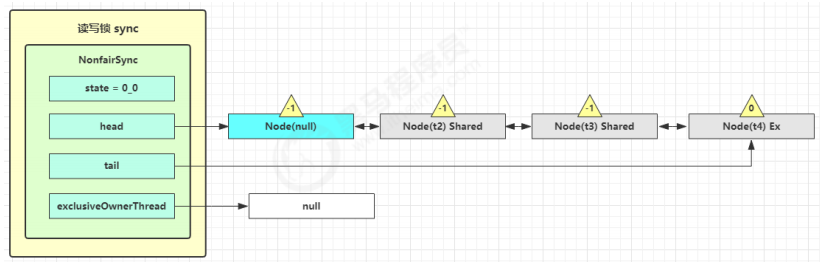 读写锁 sync
NonfairSync
state = 0_0
head
tail
exclusiveOwnerThread
-1
Node(null)
-1
Node(t2) Shared
-1
Node(t3) Shared
0
Node(t4) Ex
null